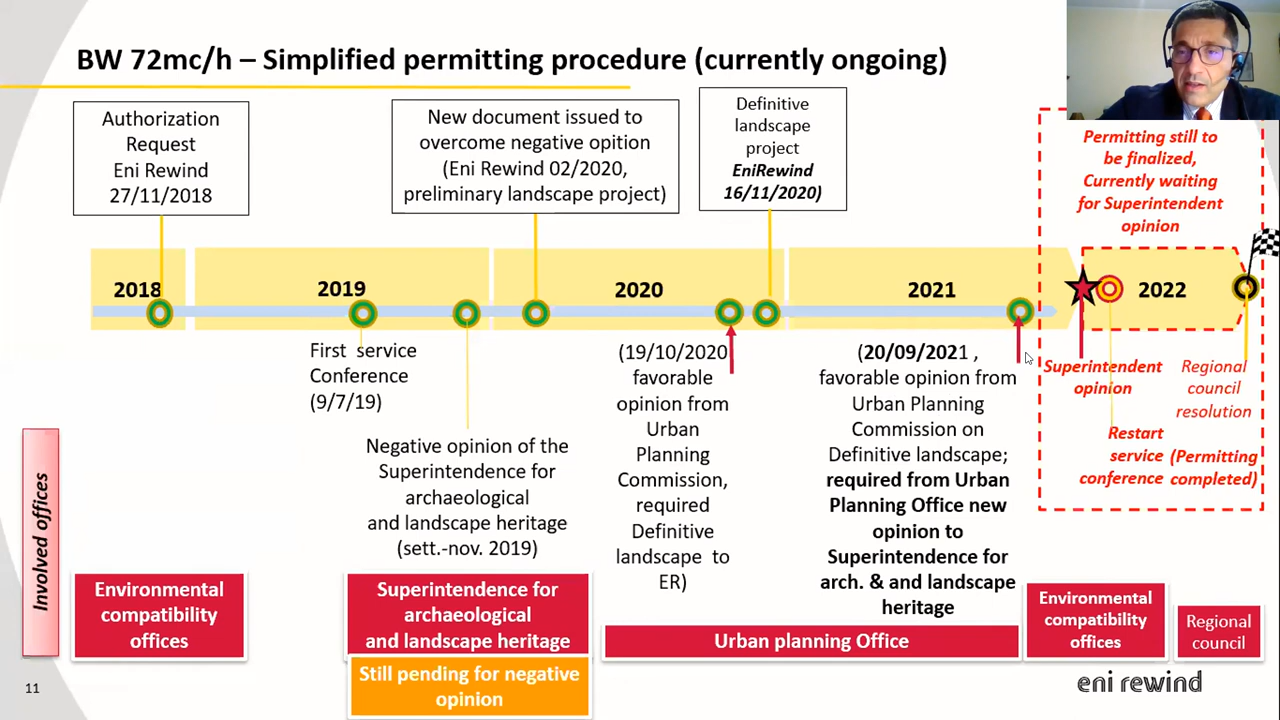 BW 72mc/h – Simplified permitting procedure (currently ongoing)
Authorization
Request
Eni Rewind
27/11/2018
New document issued to
overcome negative opition
(Eni Rewind 02/2020,
preliminary landscape project)
Definitive
landscape
project
EniRewind
16/11/2020)
Permitting still to
be finalized,
Currently waiting
for Superintendent
opinion
2018
2019
2020
2021
2022
First service
Conference
(9/7/19)
Negative opinion of the
Superintendence for
archaeological
and landscape heritage
(sett.-nov. 2019)
(19/10/2020
favorable
opinion from
Urban
Planning
Commission,
required
Definitive
landscape to
ER)
(20/09/2021 ,
favorable opinion from
Urban Planning
Commission on
Definitive landscape;
required from Urban
Planning Office new
opinion to
Superintendence for
arch. & and landscape
heritage
Superintendent
opinion
Restart
service
conference
Regional
council
resolution
(Permitting
completed)
Involved offices
Environmental
compatibility
offices
Superintendence for
archaeological
and landscape heritage
Still pending for negative
opinion
Urban planning Office
Environmental
compatibility
offices
Regional
council
11
eni rewind